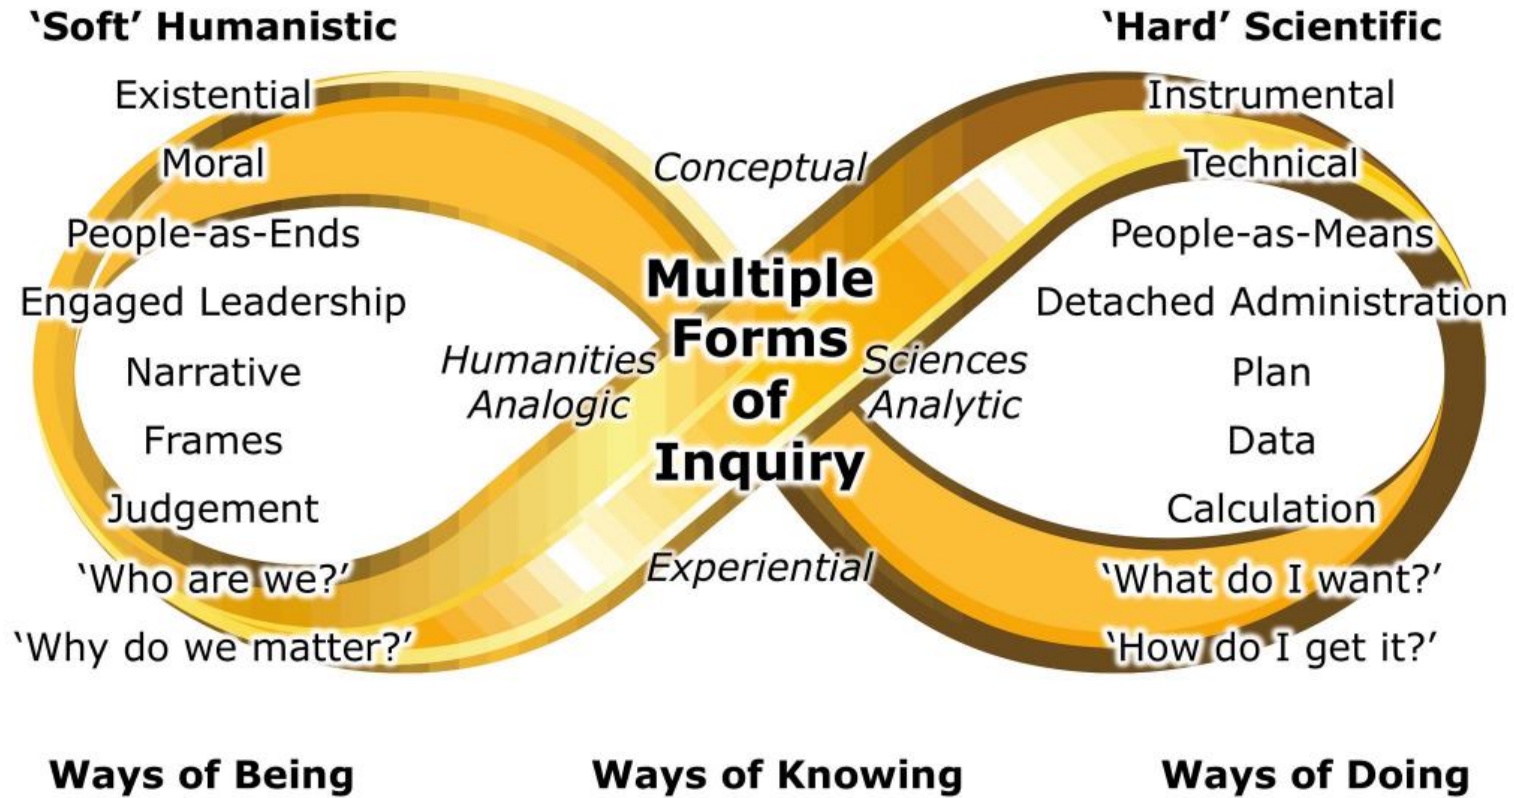 ‘Soft’ Humanistic
Existential
Moral
People-as-Ends
Engaged Leadership
Narrative
Frames
Judgement
‘Who are we?’
‘Why do we matter?’
Ways of Being
Conceptual
Humanities
Analogic
Multiple
Forms
of
Inquiry
Sciences
Analytic
Experiential
Ways of Knowing
‘Hard’ Scientific
Instrumental
Technical
People-as-Means
Detached Administration
Plan
Data
Calculation
‘What do I want?’
‘How do I get it?’
Ways of Doing